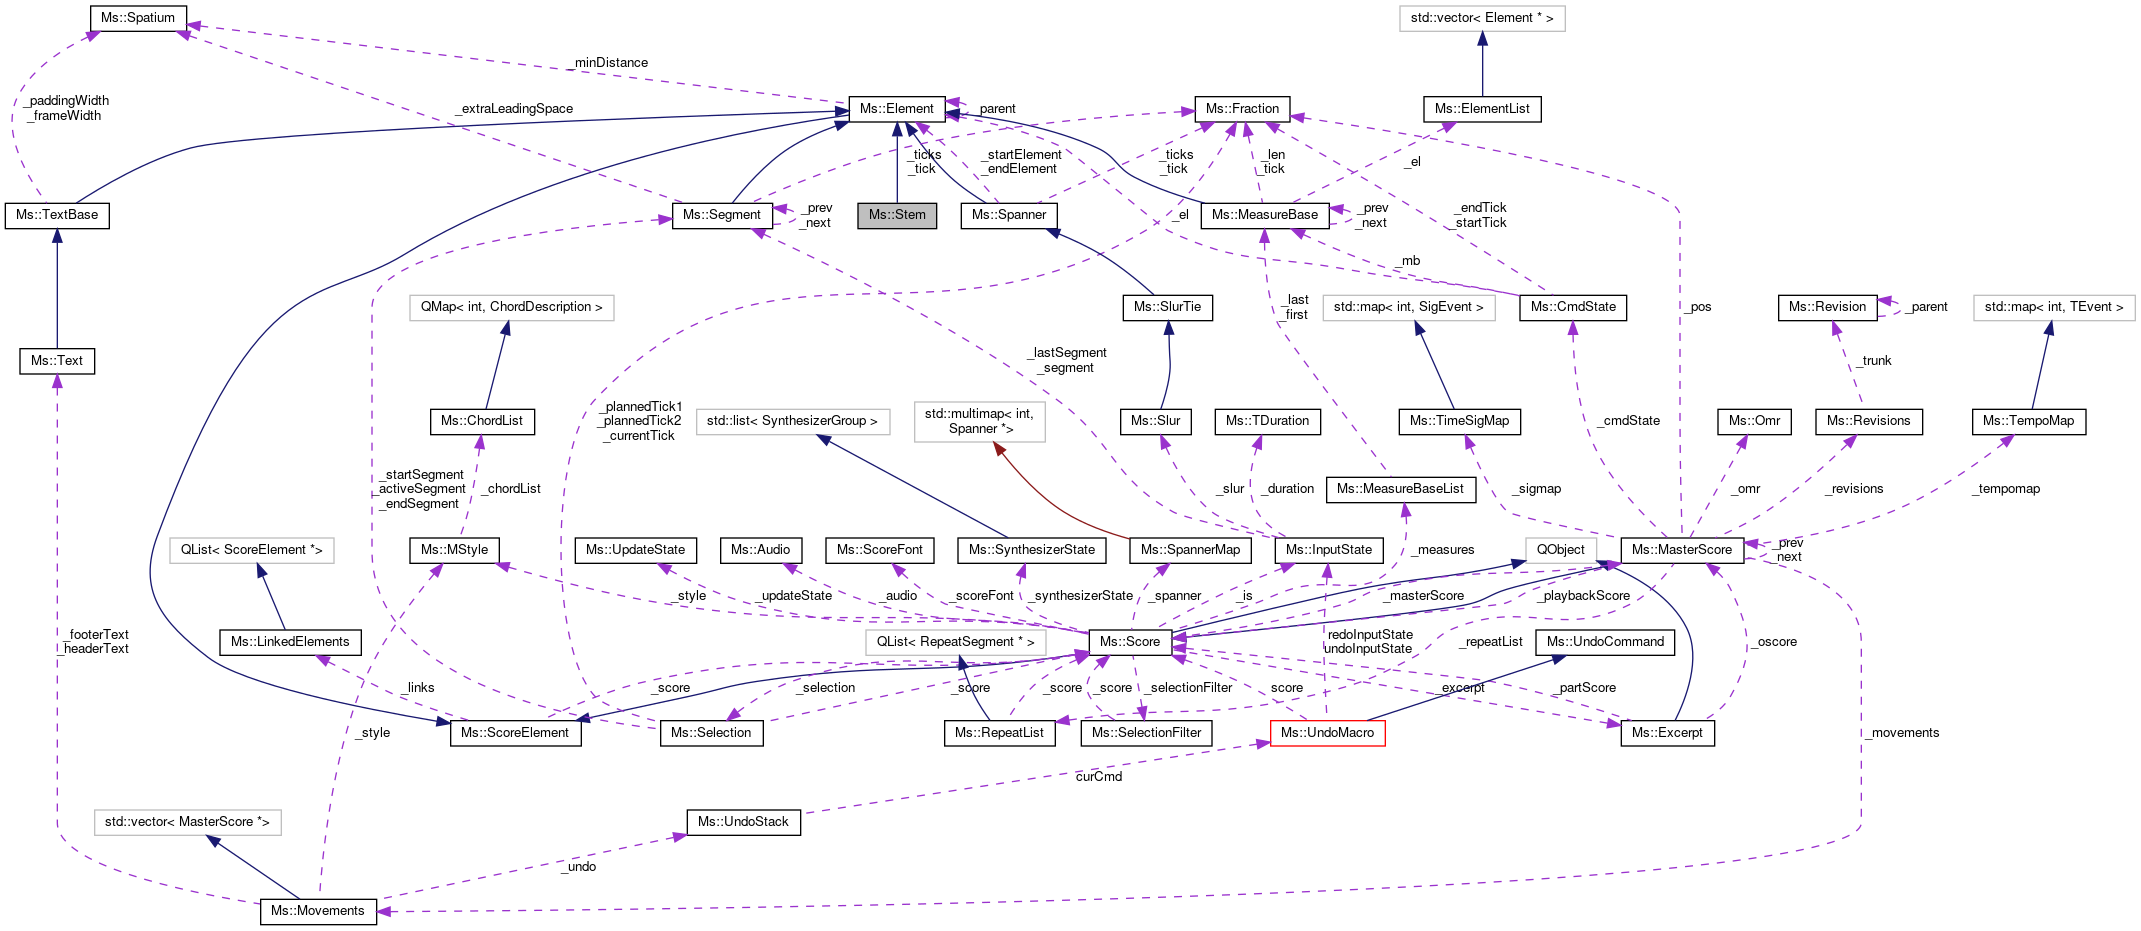 Ms::Spatium
std::vector< Element * >
_minDistance
_paddingWidth
_frameWidth
_extraLeadingSpace
Ms::Element
_parent
Ms::Fraction
Ms::ElementList
_ticks
_tick
_startElement
_endElement
_ticks
_tick
_len
_tick
_el
Ms::TextBase
Ms::Segment
_prev
_next
Ms::Stem
Ms::Spanner
_el
Ms::MeasureBase
_prev
_next
_endTick
_startTick
_mb
QMap< int, ChordDescription >
Ms::SlurTie
_last
_first
std::map< int, SigEvent >
Ms::CmdState
_pos
Ms::Revision
_parent
std::map< int, TEvent >
Ms::Text
_lastSegment
_segment
_trunk
Ms::ChordList
_plannedTick1
_plannedTick2
_currentTick
std::list< SynthesizerGroup >
std::multimap< int,
Spanner *>
Ms::Slur
Ms::TDuration
Ms::TimeSigMap
_cmdState
Ms::Omr
Ms::Revisions
Ms::TempoMap
_startSegment
_activeSegment
_endSegment
_chordList
_slur
_duration
Ms::MeasureBaseList
_sigmap
_omr
_revisions
_tempomap
QList< ScoreElement *>
Ms::MStyle
Ms::UpdateState
Ms::Audio
Ms::ScoreFont
Ms::SynthesizerState
Ms::SpannerMap
Ms::InputState
_measures
QObject
Ms::MasterScore
_prev
_next
_style
_updateState
_audio
_scoreFont
_synthesizerState
_spanner
_is
_masterScore
_playbackScore
_footerText
_headerText
Ms::LinkedElements
QList< RepeatSegment * >
Ms::Score
redoInputState
undoInputState
_repeatList
Ms::UndoCommand
_oscore
_links
_score
_selection
_score
_score
_score
_selectionFilter
score
_excerpt
_partScore
_style
Ms::ScoreElement
Ms::Selection
Ms::RepeatList
Ms::SelectionFilter
Ms::UndoMacro
Ms::Excerpt
_movements
curCmd
std::vector< MasterScore *>
Ms::UndoStack
_undo
Ms::Movements